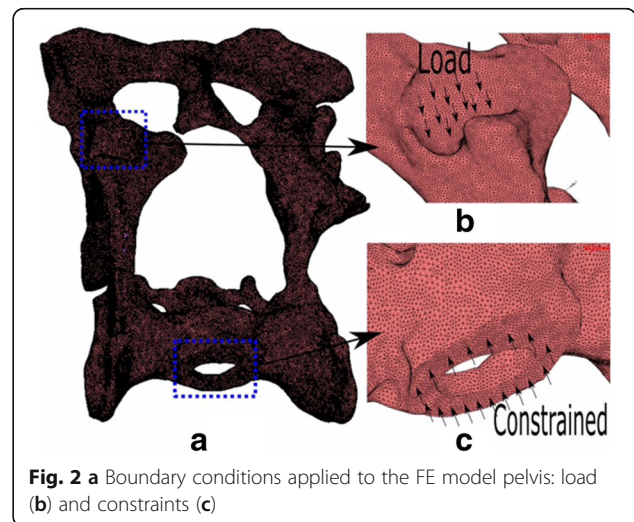 Load
b
Constrained
a
c
Fig. 2 a Boundary conditions applied to the FE model pelvis: load
(b) and constraints (c)